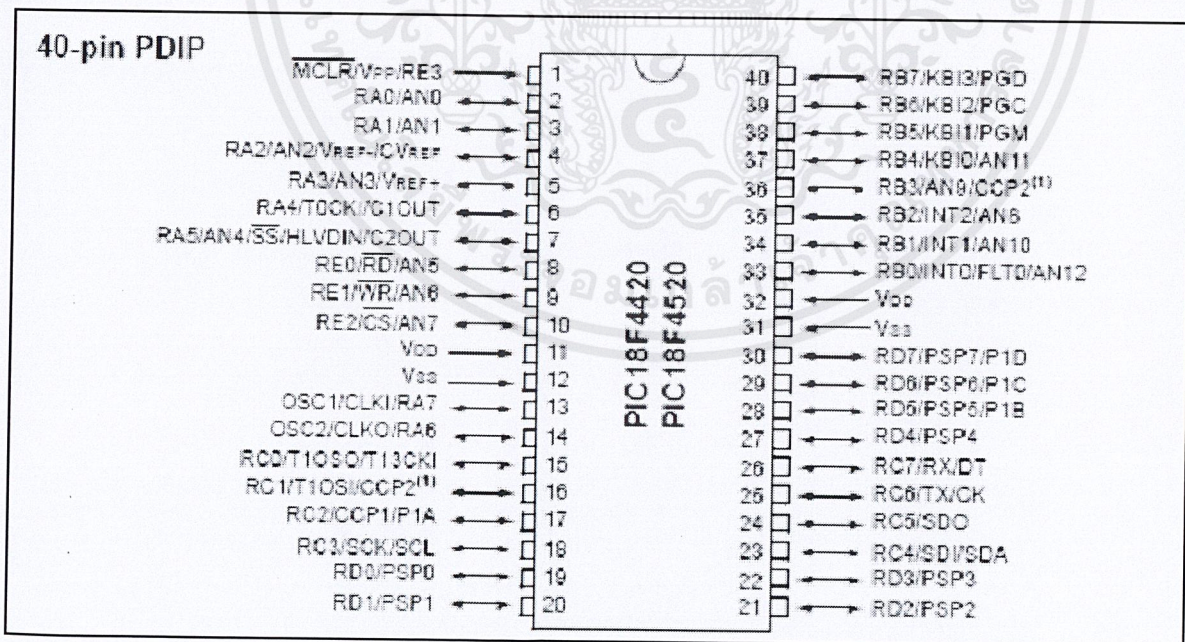 40-pin PDIP
MCLR/VPP/RE3 1
RA0/AN0 2
RA1/AN1 3
RA2/AN2/VREF-/CVREF 4
RA3/AN3/VREF+ 5
RA4/T0CKI/C1OUT 6
RA5/AN4/SS/HLVDIN/C2OUT 7
RE0/RD/AN5 8
RE1/WR/AN6 9
RE2/CS/AN7 10
VDD 11
VSS 12
OSC1/CLKI/RA7 13
OSC2/CLKO/RA6 14
RC0/T1OSO/T13CKI 15
RC1/T1OSI/CCP2(1) 16
RC2/CCP1/P1A 17
RC3/SCK/SCL 18
RD0/PSP0 19
RD1/PSP1 20
PIC18F4420
PIC18F4520
40 RB7/KBI3/PGD
39 RB6/KBI2/PGC
38 RB5/KBI1/PGM
37 RB4/KBI0/AN11
36 RB3/AN9/CCP2(1)
35 RB2/INT2/AN8
34 RB1/INT1/AN10
33 RB0/INT0/FLT0/AN12
32 VDD
31 VSS
30 RD7/PSP7/P1D
29 RD6/PSP6/P1C
28 RD5/PSP5/P1B
27 RD4/PSP4
26 RC7/RX/DT
25 RC6/TX/CK
24 RC5/SDO
23 RC4/SDI/SDA
22 RD3/PSP3
21 RD2/PSP2